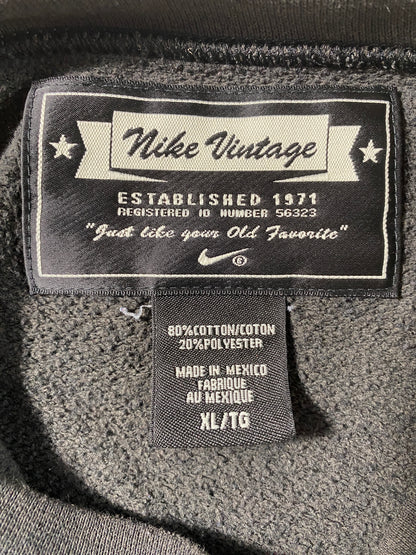 Nike Vintage
ESTABLISHED 1971
REGISTERED ID NUMBER 56323
"Just like your Old Favorite"
80%COTTON/COTON
20%POLYESTER
MADE IN MEXICO
FABRIQUE
AU MEXIQUE
XL/TG